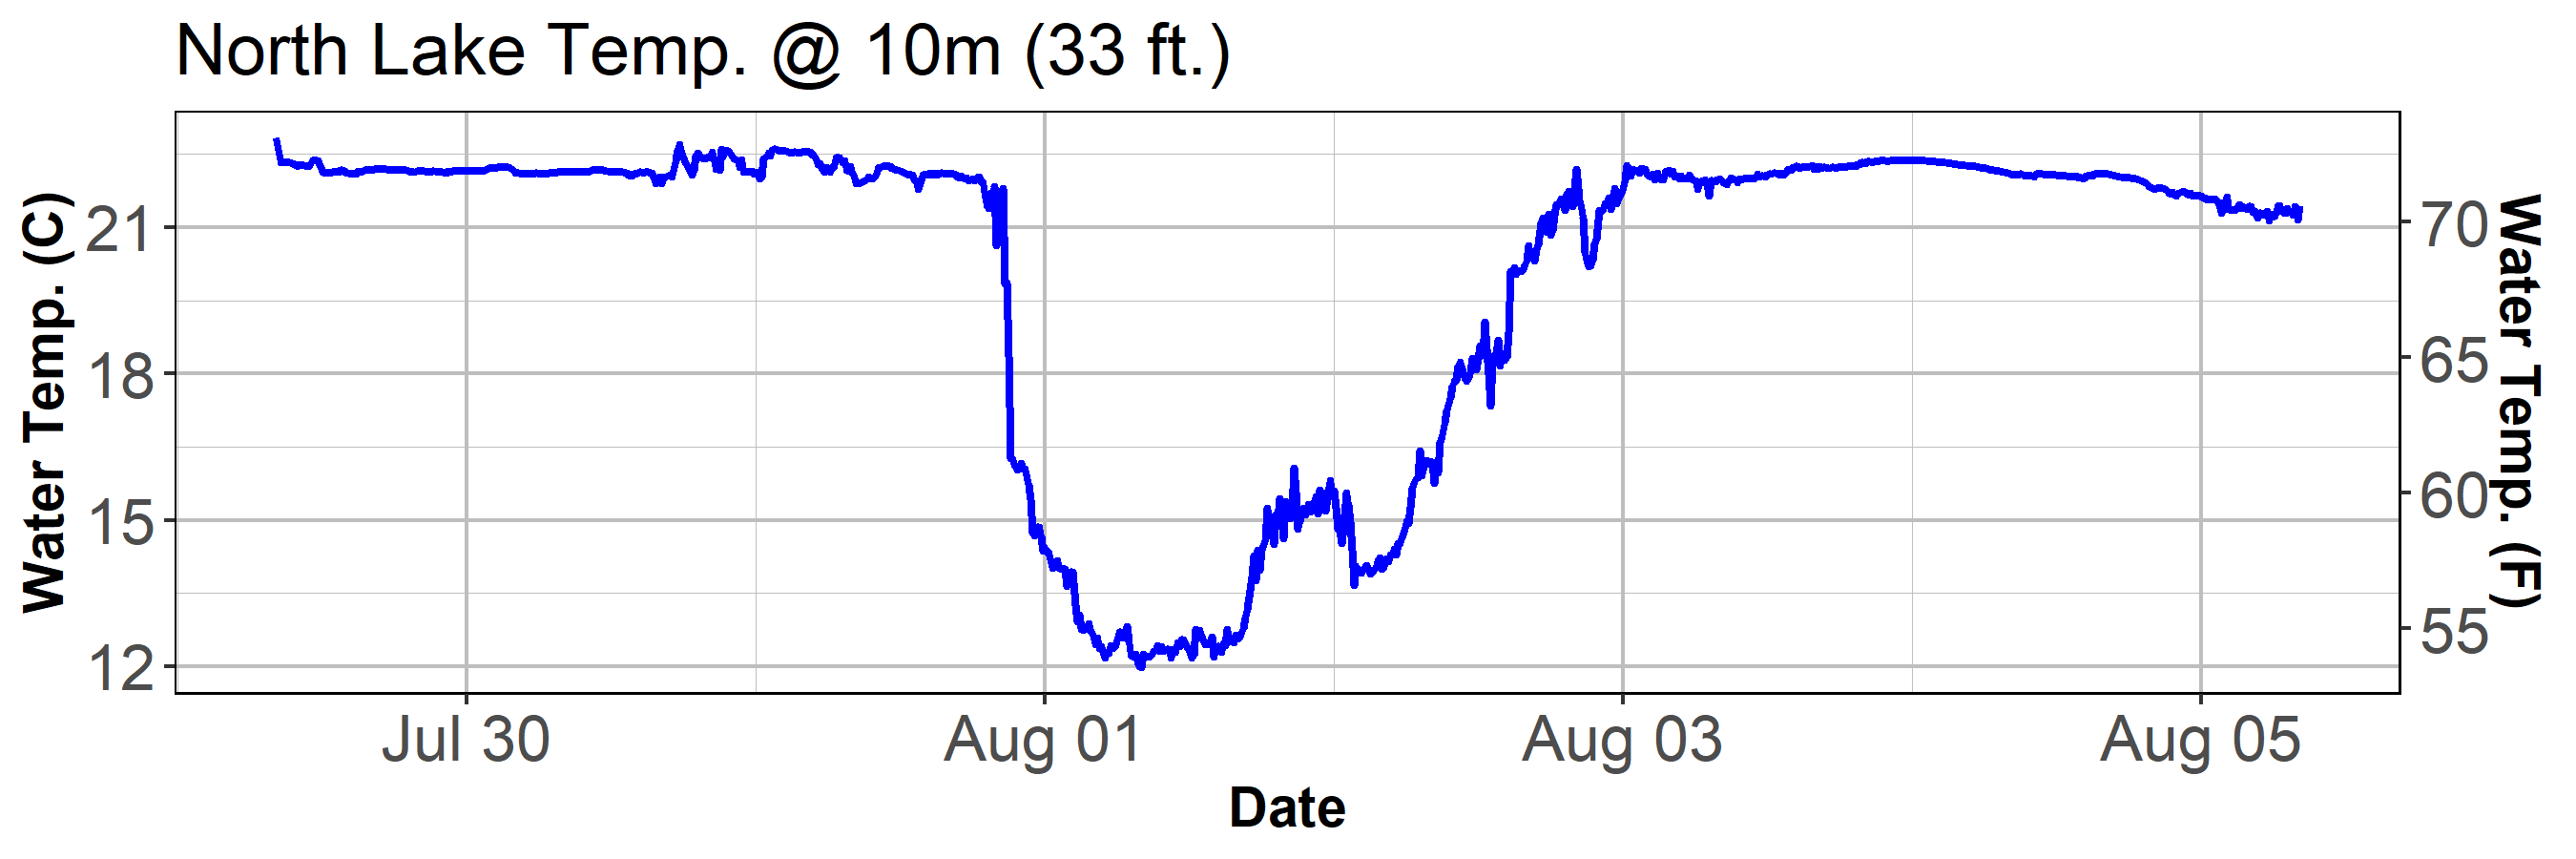 North Lake Temp. @ 10m (33 ft.)
Water Temp. (C)
21
18
15
12
70
65
60
55
Water Temp. (F)
Jul 30
Aug 01
Aug 03
Aug 05
Date